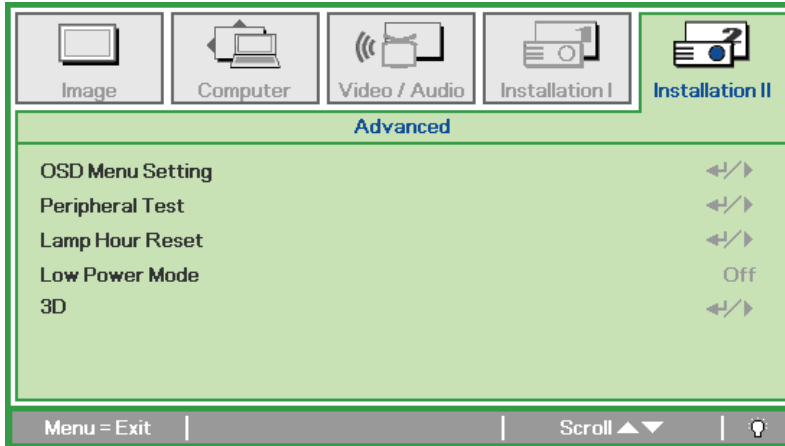 Image
Computer
Video / Audio
Installation I
Installation II
Advanced
OSD Menu Setting
Peripheral Test
Lamp Hour Reset
Low Power Mode Off
3D
Menu = Exit Scroll ▲▼